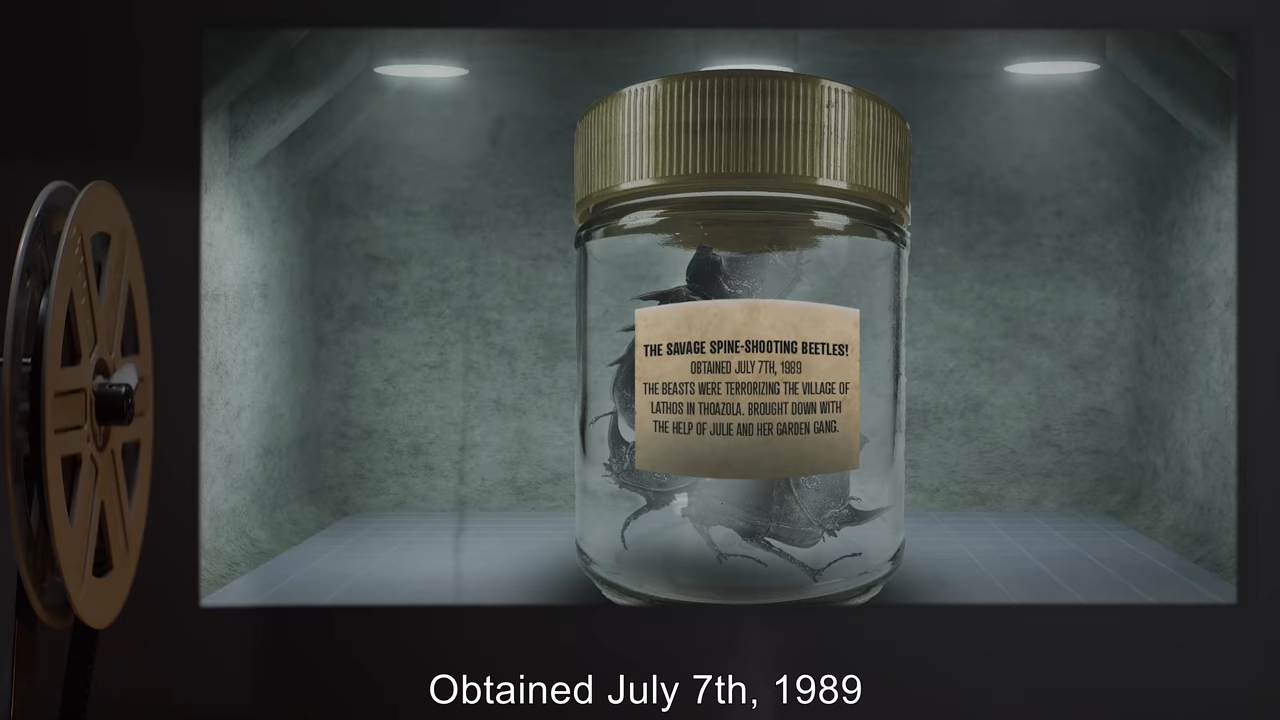 THE SAVAGE SPINE-SHOOTING BEETLES!
OBTAINED JULY 7TH, 1989
THE BEASTS WERE TERRORIZING THE VILLAGE OF
LATHOS IN THOAZOLA. BROUGHT DOWN WITH
THE HELP OF JULIE AND HER GARDEN GANG.
Obtained July 7th, 1989